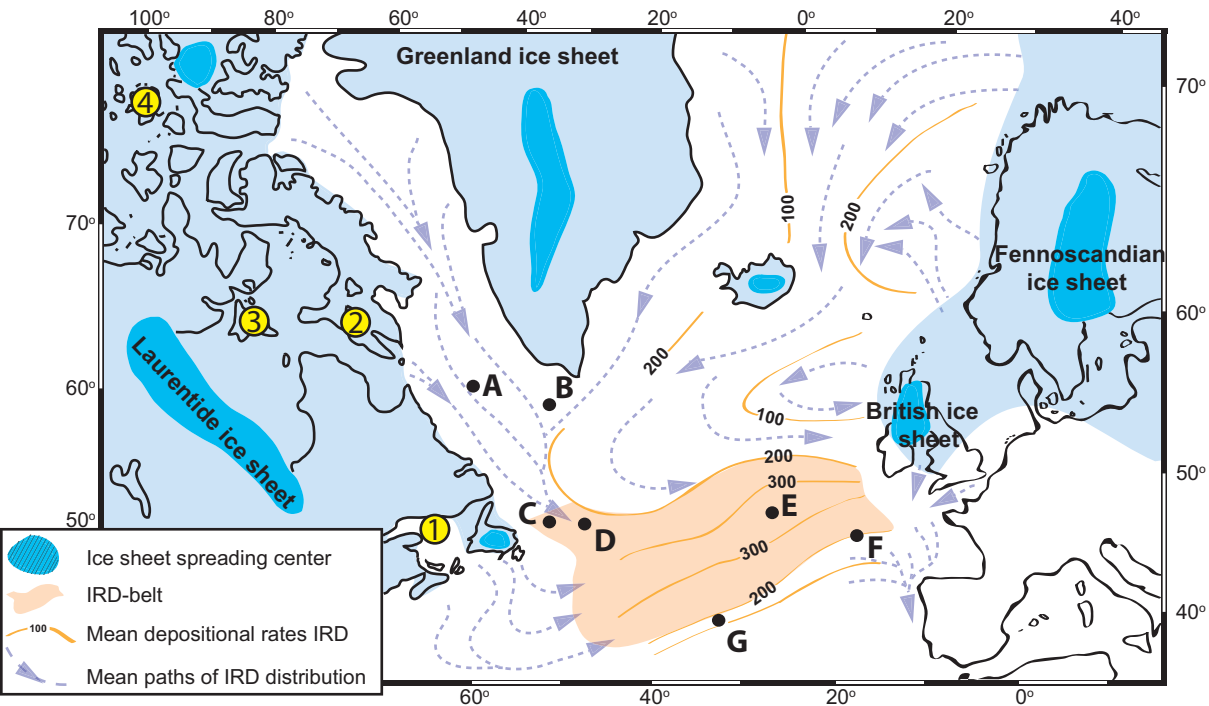 100° 80° 60° 40° 20° 0° 20° 40°
Greenland ice sheet
70°
4
100
200
70°
Fennoscandian
ice sheet
3
2
60°
Laurentide ice sheet
200
60°
A
B
100
British ice
sheet
200
50°
300
50°
C
D
E
1
F
300
200
40°
G
Ice sheet spreading center
IRD-belt
100
Mean depositional rates IRD
Mean paths of IRD distribution
60° 40° 20° 0°